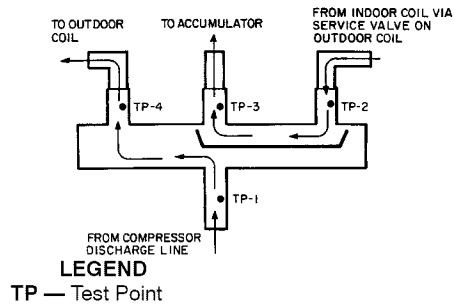 TO OUTDOOR
COIL
TO ACCUMULATOR
FROM INDOOR COIL VIA
SERVICE VALVE ON
OUTDOOR COIL
TP-4
TP-3
TP-2
TP-1
FROM COMPRESSOR
DISCHARGE LINE
LEGEND
TP — Test Point